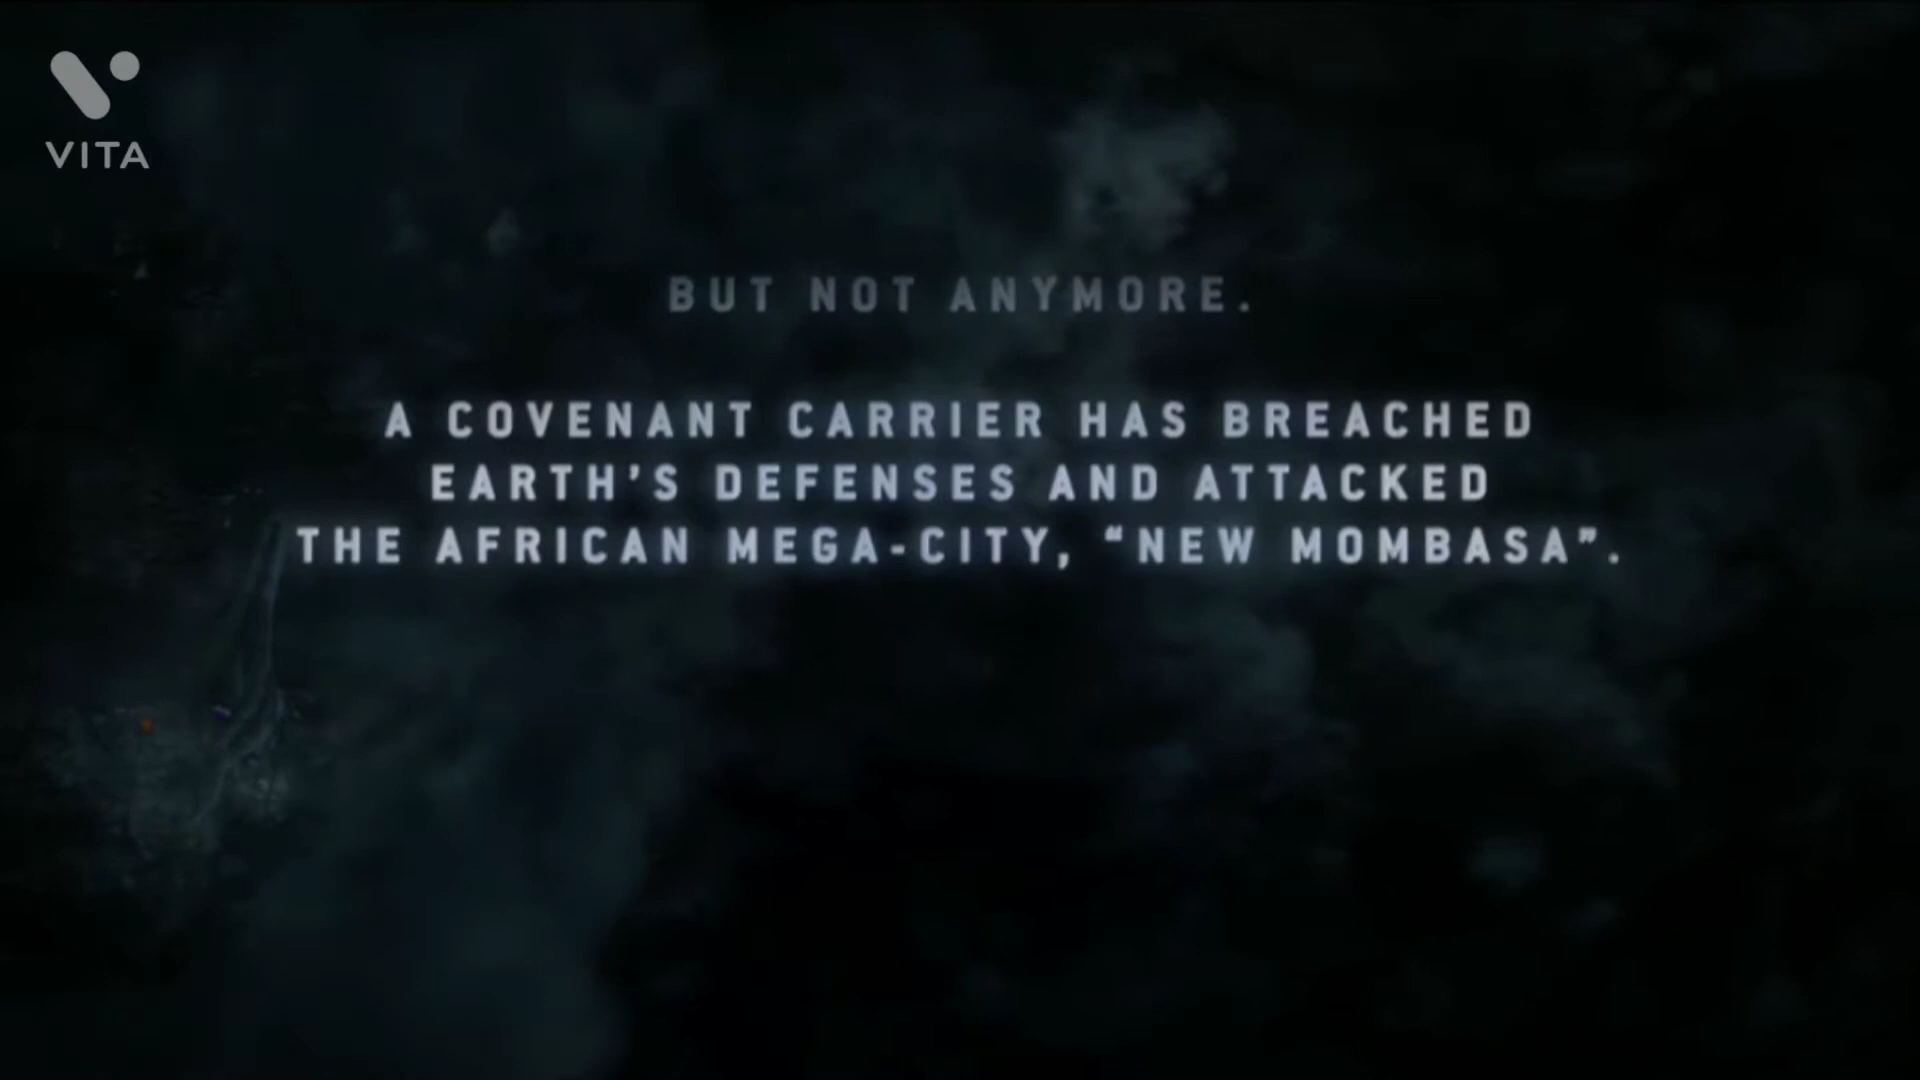 VITA
BUT NOT ANYMORE.
A COVENANT CARRIER HAS BREACHED
EARTH’S DEFENSES AND ATTACKED
THE AFRICAN MEGA-CITY, “NEW MOMBASA”.